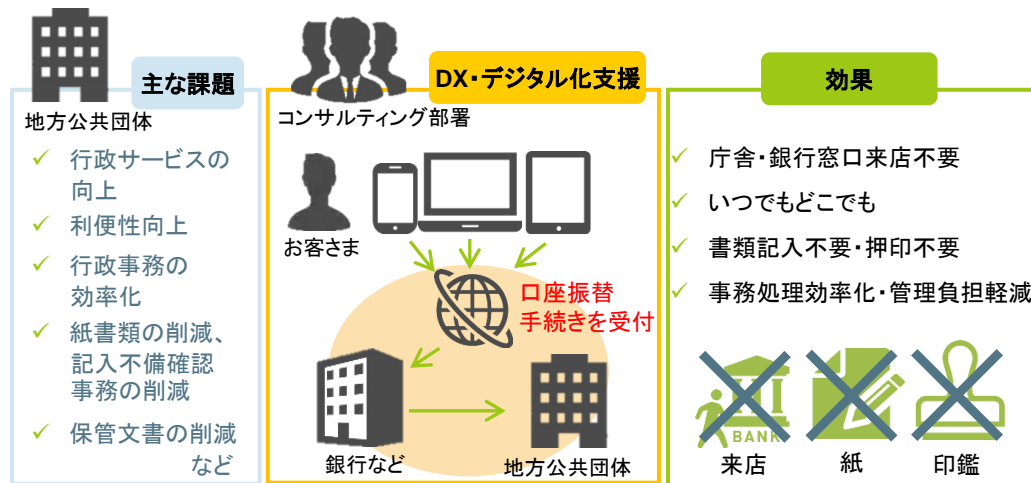 主な課題
地方公共団体
✓ 行政サービスの
向上
✓ 利便性向上
✓ 行政事務の
効率化
✓ 紙書類の削減、
記入不備確認
事務の削減
✓ 保管文書の削減
など
DX・デジタル化支援
コンサルティング部署
お客さま
口座振替
手続きを受付
銀行など
地方公共団体
効果
✓ 庁舎・銀行窓口来店不要
✓ いつでもどこでも
✓ 書類記入不要・押印不要
✓ 事務処理効率化・管理負担軽減
BANK
来店
紙
印鑑